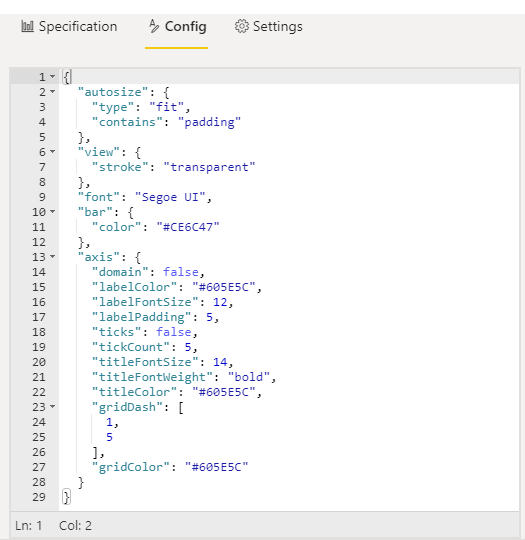 Specification Config Settings
1 {
2 "autosize": {
3 "type": "fit",
4 "contains": "padding"
5 },
6 "view": {
7 "stroke": "transparent"
8 },
9 "font": "Segoe UI",
10 "bar": {
11 "color": "#CE6C47"
12 },
13 "axis": {
14 "domain": false,
15 "labelColor": "#605E5C",
16 "labelFontSize": 12,
17 "labelPadding": 5,
18 "ticks": false,
19 "tickCount": 5,
20 "titleFontSize": 14,
21 "titleFontWeight": "bold",
22 "titleColor": "#605E5C",
23 "gridDash": [
24 1,
25 5
26 ],
27 "gridColor": "#605E5C"
28 }
29 }
Ln: 1 Col: 2